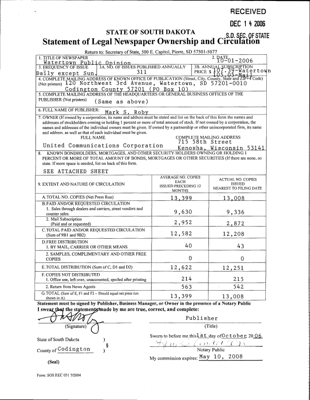 RECEIVED
DEC 14 2006
S.D. SEC. OF STATE
STATE OF SOUTH DAKOTA
Statement of Legal Newspaper Ownership and Circulation
Return to: Secretary of State, 500 E. Capitol, Pierre, SD 57501-5077
1. TITLE OF NEWSPAPER
Watertown Public Opinion
2. DATE
10-01-2006
3. FREQUENCY OF ISSUE
Daily except Sun.
3A. NO. OF ISSUES PUBLISHED ANNUALLY
311
3B. ANNUAL SUBSCRIPTION
PRICE $
Watertown
4. COMPLETE MAILING ADDRESS OF KNOWN OFFICE OF PUBLICATION (Street, City, County, State and Zip+4 Code)
(Not printers) 120 Northwest 3rd Avenue, Watertown, SD 57201-0010
Codington County 57201 (PO Box 10)
5. COMPLETE MAILING ADDRESS OF THE HEADQUARTERS OR GENERAL BUSINESS OFFICES OF THE
PUBLISHER (Not printer) (Same as above)
6. FULL NAME OF PUBLISHER: Mark S. Roby
7. OWNER (If owned by a corporation, its name and address must be stated and list on the back of this form the names and
addresses of stockholders owning or holding 1 percent or more of total amount of stock. If not owned by a corporation, the
names and addresses of the individual owners must be given. If owned by a partnership or other unincorporated firm, its name
and address, as well as that of each individual must be given.
FULL NAME
COMPLETE MAILING ADDRESS
United Communications Corporation
715 58th Street
Kenosha, Wisconsin 53141
8. KNOWN BONDHOLDERS, MORTGAGES, AND OTHER SECURITY HOLDERS OWNING OR HOLDING 1
PERCENT OR MORE OF TOTAL AMOUNT OF BONDS, MORTGAGES OR OTHER SECURITIES (If there are none, so
state. If more space is needed, list on back of this form.
SEE ATTACHED SHEET
9. EXTENT AND NATURE OF CIRCULATION
AVERAGE NO. COPIES
EACH
ISSUED PRECEDING 12
MONTHS
ACTUAL NO. COPIES
ISSUED
NEAREST TO FILING DATE
A. TOTAL NO. COPIES (Net Press Run)
13,399
13,008
B. PAID AND/OR REQUESTED CIRCULATION
1. Sales through dealers and carriers, street vendors and
counter sales
9,630
9,336
2. Mail Subscription
(Paid and or requested)
2,952
2,872
C. TOTAL PAID AND/OR REQUESTED CIRCULATION
(Sum of 9B1 and 9B2)
12,582
12,208
D. FREE DISTRIBUTION
1. BY MAIL, CARRIER OR OTHER MEANS
40
43
2. SAMPLES, COMPLIMENTARY AND OTHER FREE
COPIES
0
0
E. TOTAL DISTRIBUTION (Sum of C, D1 and D2)
12,622
12,251
F. COPIES NOT DISTRIBUTED
1. Office use, left over, unaccounted, spoiled after printing
214
215
2. Return from News Agents
563
542
G. TOTAL (Sum of E, F1 and F2 - Should equal net press run
shown in A)
13,399
13,008
Statement must be signed by Publisher, Business Manager, or Owner in the presence of a Notary Public
I swear that the statements made by me are true, correct, and complete:
(Signature)
Publisher
(Title)
State of South Dakota )
) §
County of Codington )
(Seal)
Sworn to before me this 1st day of October 2006
Notary Public
My commission expires: May 10, 2008
Form: SOS REC 051 7/2004